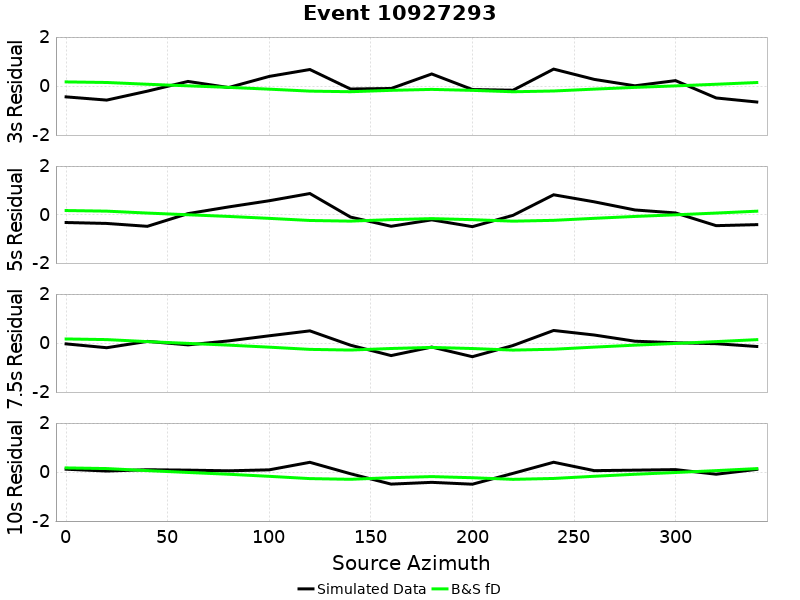 Event 10927293
3s Residual
2
0
-2
5s Residual
2
0
-2
7.5s Residual
2
0
-2
10s Residual
2
0
-2
0 50 100 150 200 250 300
Source Azimuth
Simulated Data B&S fD